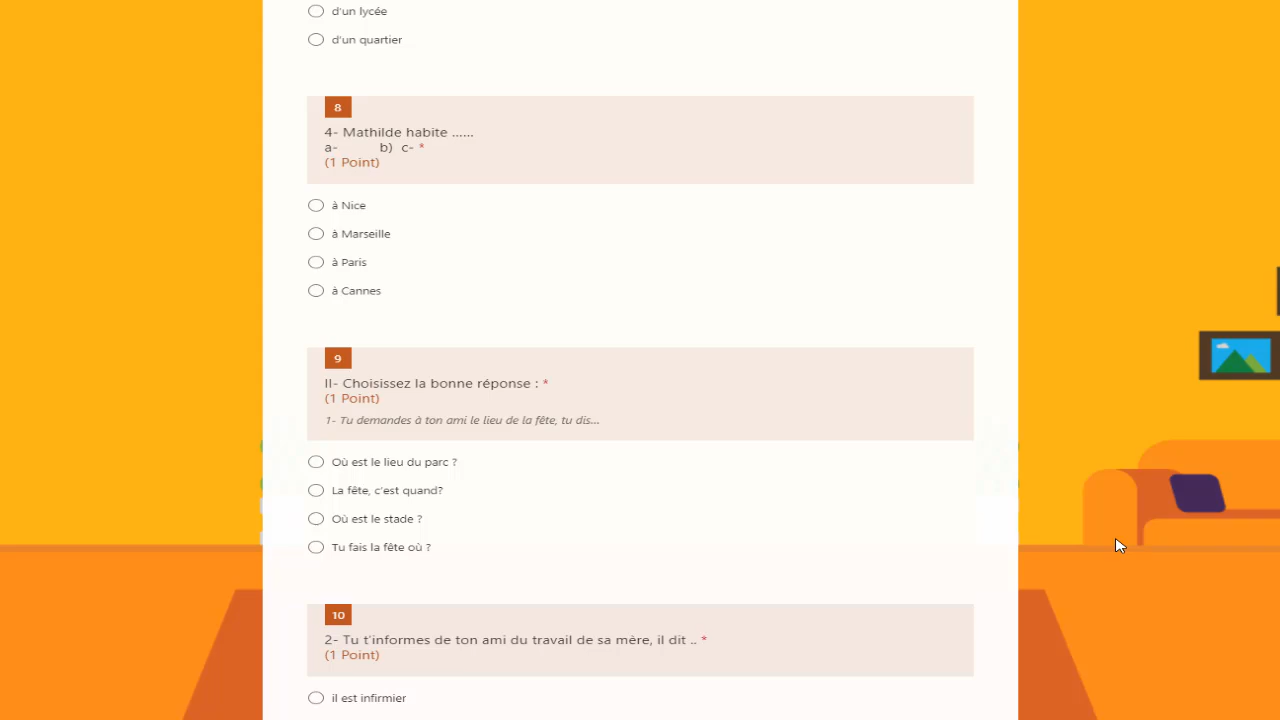 d'un lycée
d'un quartier
8
4- Mathilde habite ......
a- b) c- *
(1 Point)
à Nice
à Marseille
à Paris
à Cannes
9
II- Choisissez la bonne réponse : *
(1 Point)
1- Tu demandes à ton ami le lieu de la fête, tu dis...
Où est le lieu du parc ?
La fête, c'est quand?
Où est le stade ?
Tu fais la fête où ?
10
2- Tu t'informes de ton ami du travail de sa mère, il dit .. *
(1 Point)
il est infirmier